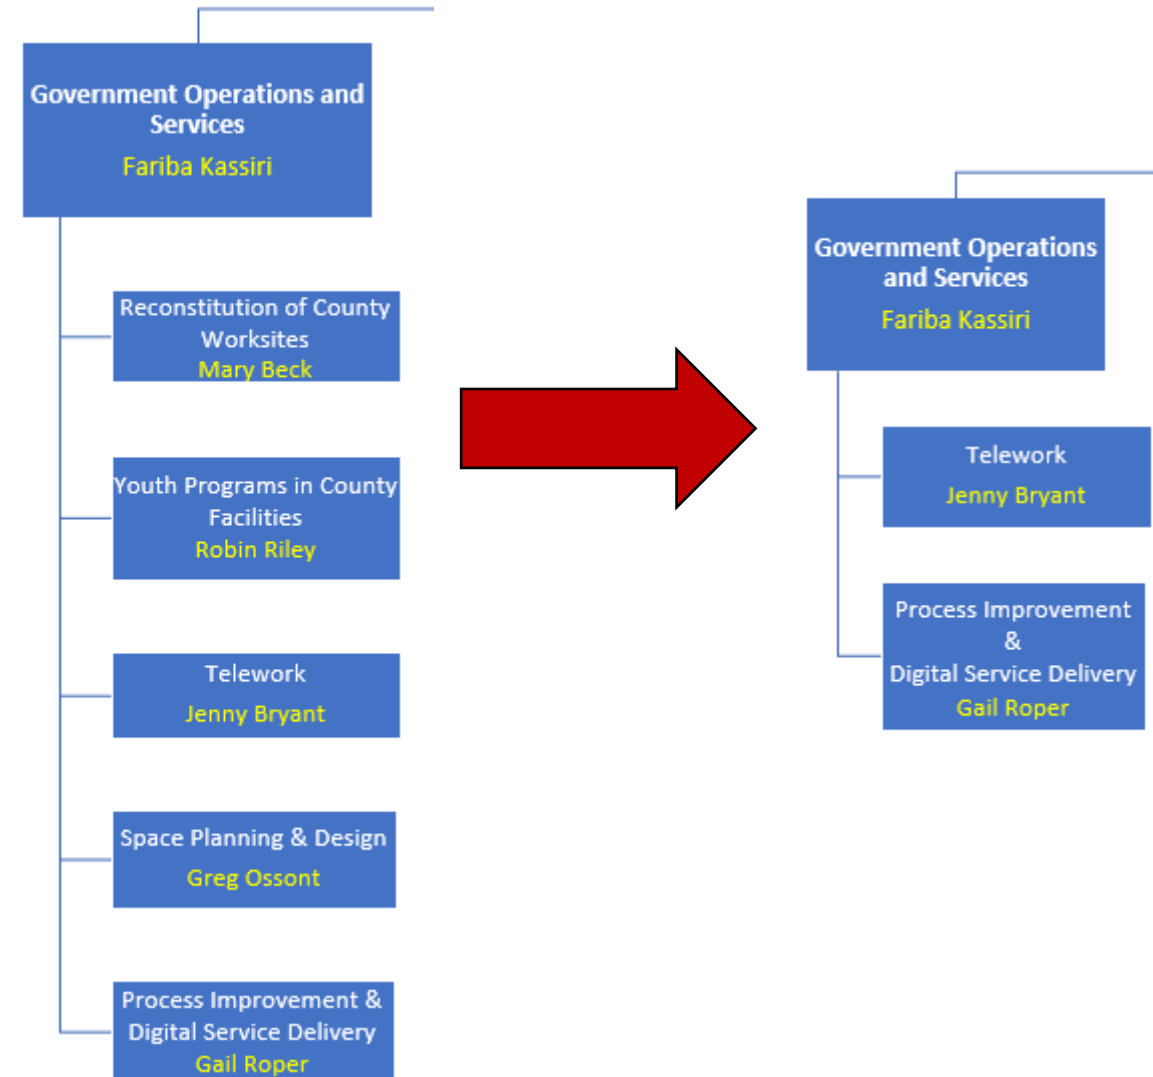 Government Operations and
Services
Fariba Kassiri
Reconstitution of County
Worksites
Mary Beck
Youth Programs in County
Facilities
Robin Riley
Telework
Jenny Bryant
Space Planning & Design
Greg Ossont
Process Improvement &
Digital Service Delivery
Gail Roper
Government Operations
and Services
Fariba Kassiri
Telework
Jenny Bryant
Process Improvement
&
Digital Service Delivery
Gail Roper